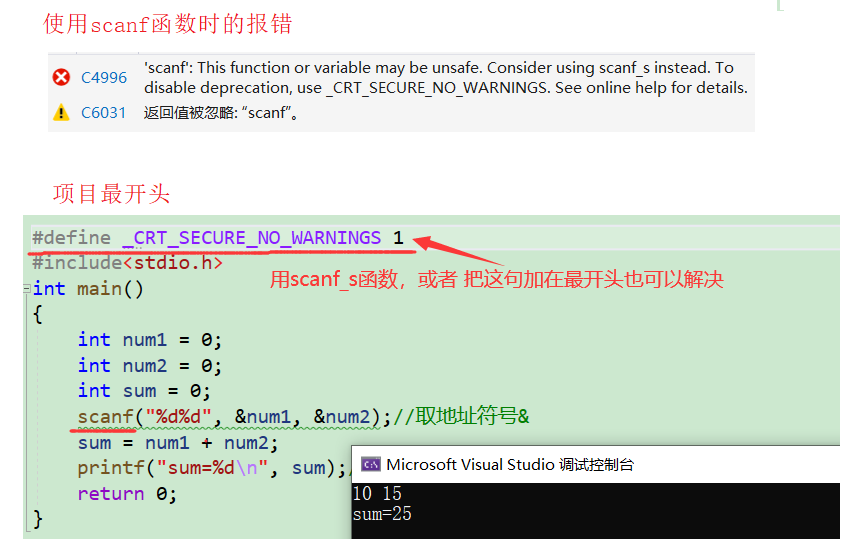 使用scanf函数时的报错
C4996 'scanf': This function or variable may be unsafe. Consider using scanf_s instead. To
disable deprecation, use _CRT_SECURE_NO_WARNINGS. See online help for details.
C6031 返回值被忽略: “scanf”。
项目最开头
#define _CRT_SECURE_NO_WARNINGS 1
#include<stdio.h>
用scanf_s函数，或者 把这句加在最开头也可以解决
int main()
{
int num1 = 0;
int num2 = 0;
int sum = 0;
scanf("%d%d", &num1, &num2);//取地址符号&
sum = num1 + num2;
printf("sum=%d\n", sum);/
return 0;
}
C:\ Microsoft Visual Studio 调试控制台
10 15
sum=25